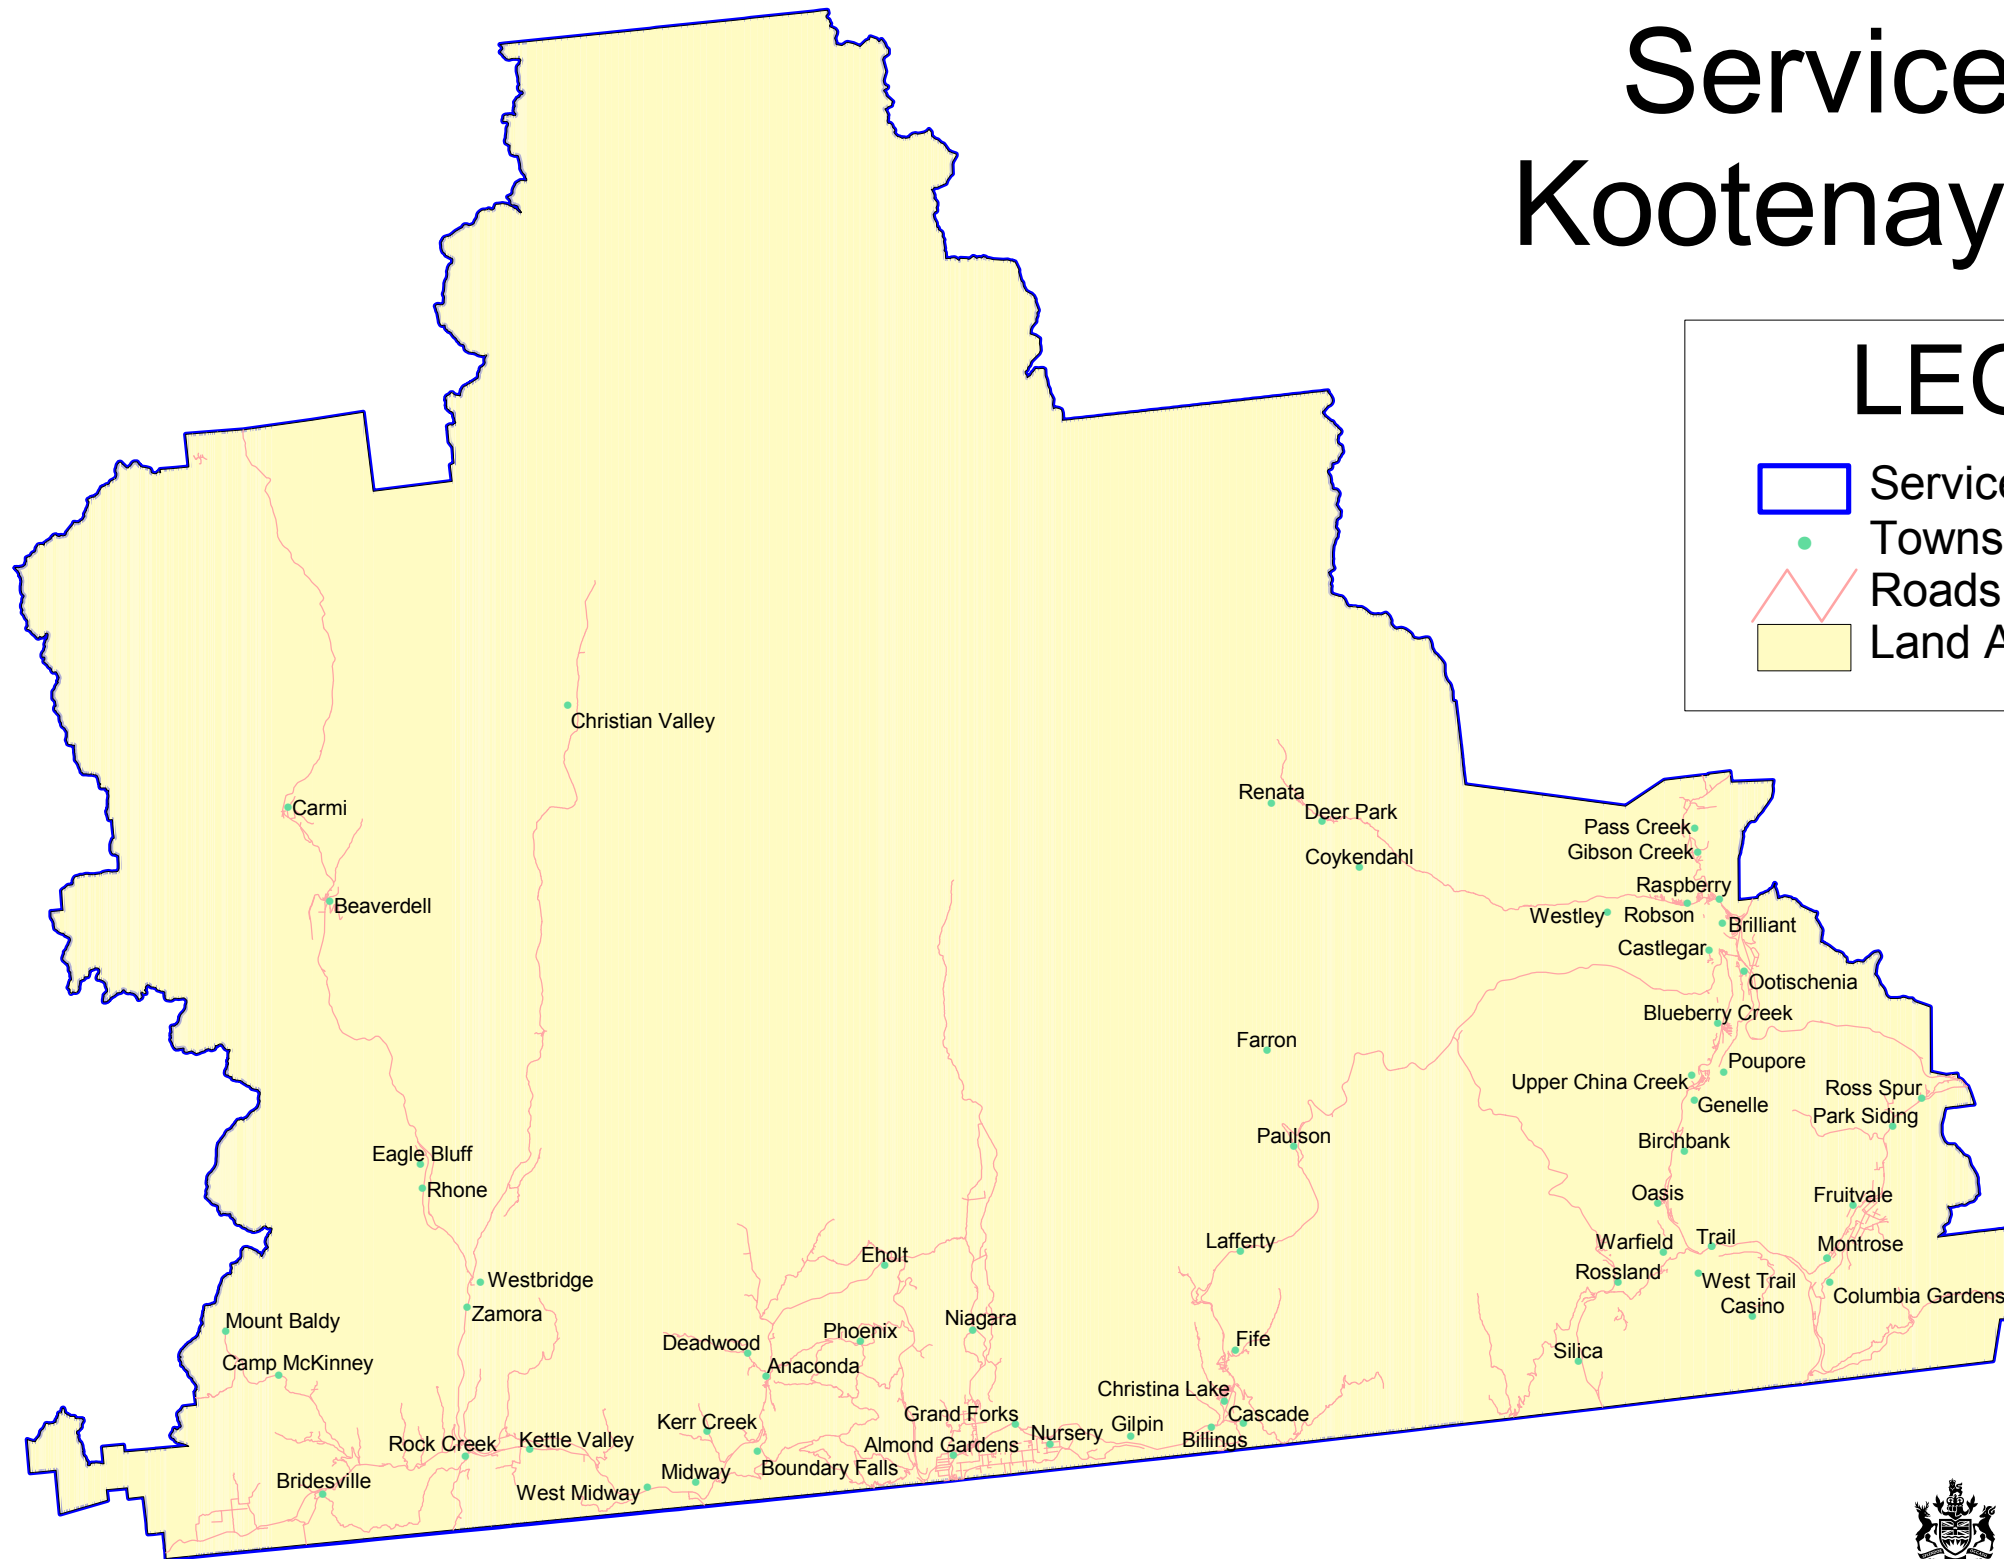 Service
Kootenay
LEG
Service
Towns
Roads
Land A
Christian Valley
Carmi
Beaverdell
Renata
Deer Park
Coykendahl
Pass Creek
Gibson Creek
Raspberry
Westley
Robson
Brilliant
Castlegar
Ootischenia
Blueberry Creek
Farron
Poupore
Upper China Creek
Ross Spur
Genelle
Park Siding
Paulson
Birchbank
Eagle Bluff
Rhone
Oasis
Fruitvale
Lafferty
Warfield
Trail
Montrose
Eholt
Rossland
West Trail
Westbridge
Columbia Gardens
Casino
Zamora
Mount Baldy
Niagara
Phoenix
Deadwood
Fife
Silica
Camp McKinney
Anaconda
Christina Lake
Cascade
Grand Forks
Kerr Creek
Gilpin
Nursery
Billings
Rock Creek
Kettle Valley
Almond Gardens
Boundary Falls
Midway
Bridesville
West Midway